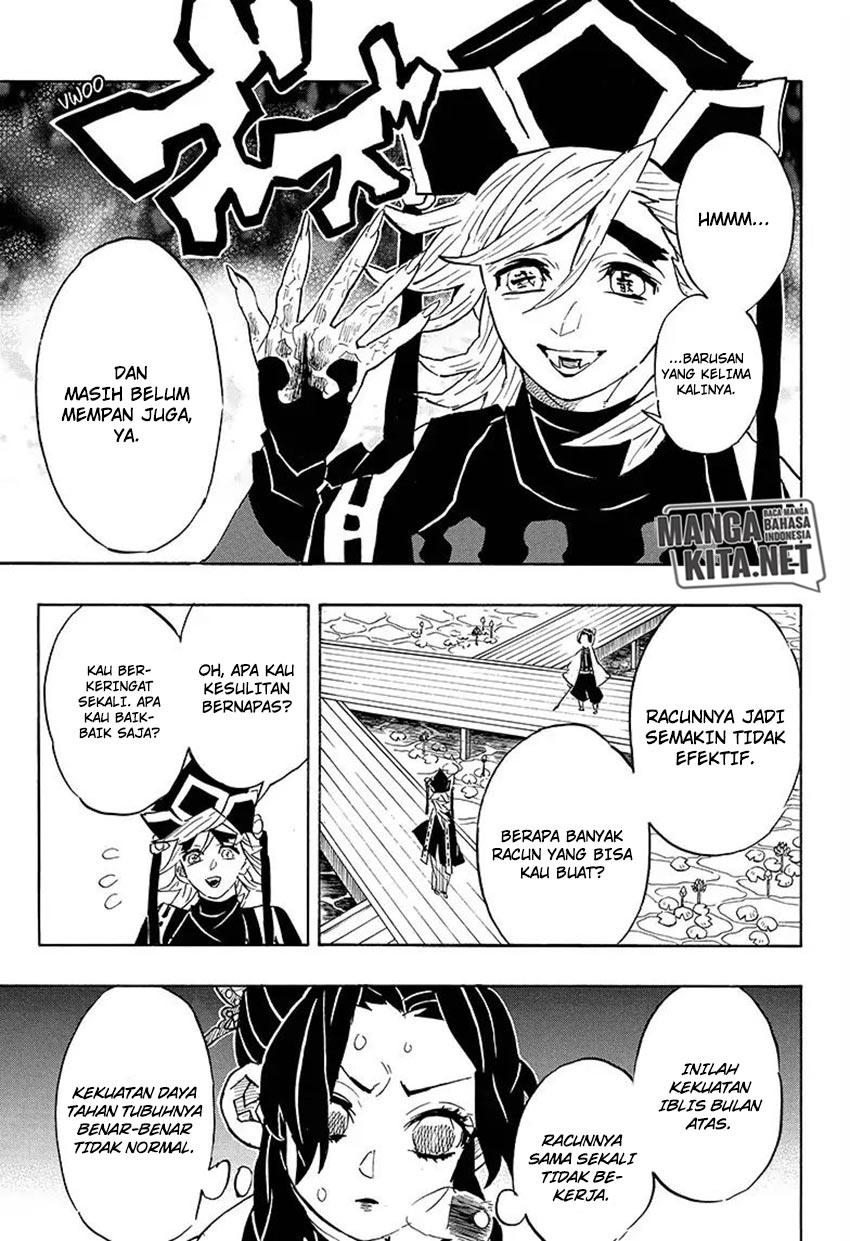 VWOO
HMMM...
...BARUSAN
YANG KELIMA
KALINYA.
DAN
MASIH BELUM
MEMPAN JUGA,
YA.
MANGA
KITA.NET
BACA MANGA
BAHASA
INDONESIA
RACUNNYA JADI
SEMAKIN TIDAK
EFEKTIF.
BERAPA BANYAK
RACUN YANG BISA
KAU BUAT?
OH, APA KAU
KESULITAN
BERNAPAS?
KAU BER-
KERINGAT
SEKALI. APA
KAU BAIK-
BAIK SAJA?
INILAH
KEKUATAN
IBLIS BULAN
ATAS.
RACUNNYA
SAMA SEKALI
TIDAK BE-
KERJA.
KEKUATAN DAYA
TAHAN TUBUHNYA
BENAR-BENAR
TIDAK NORMAL.